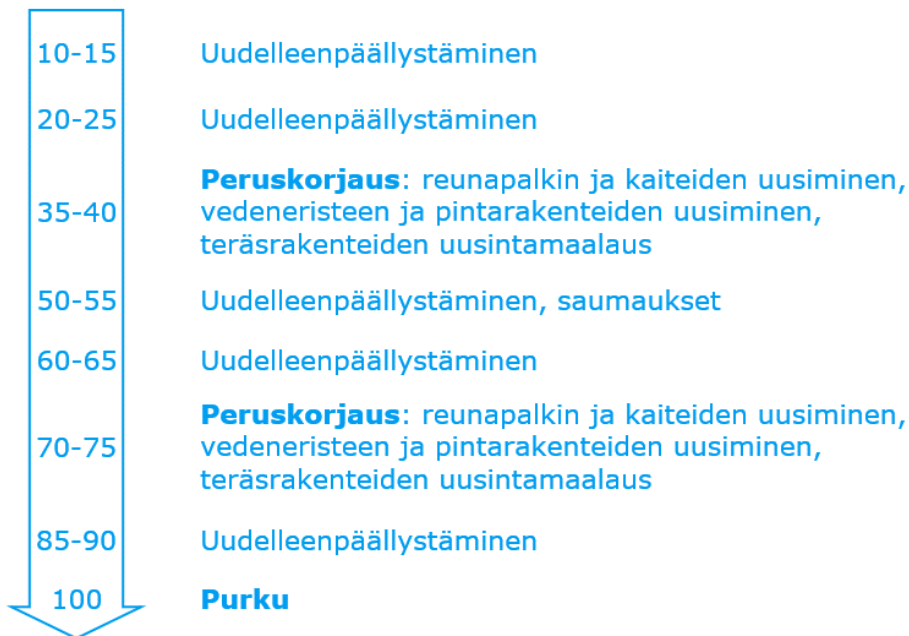 10-15 Uudelleenpäällystäminen
20-25 Uudelleenpäällystäminen
Peruskorjaus: reunapalkin ja kaiteiden uusiminen,
35-40 vedeneristeen ja pintarakenteiden uusiminen,
teräsrakenteiden uusintamaalaus
50-55 Uudelleenpäällystäminen, saumaukset
60-65 Uudelleenpäällystäminen
Peruskorjaus: reunapalkin ja kaiteiden uusiminen,
70-75 vedeneristeen ja pintarakenteiden uusiminen,
teräsrakenteiden uusintamaalaus
85-90 Uudelleenpäällystäminen
100 Purku